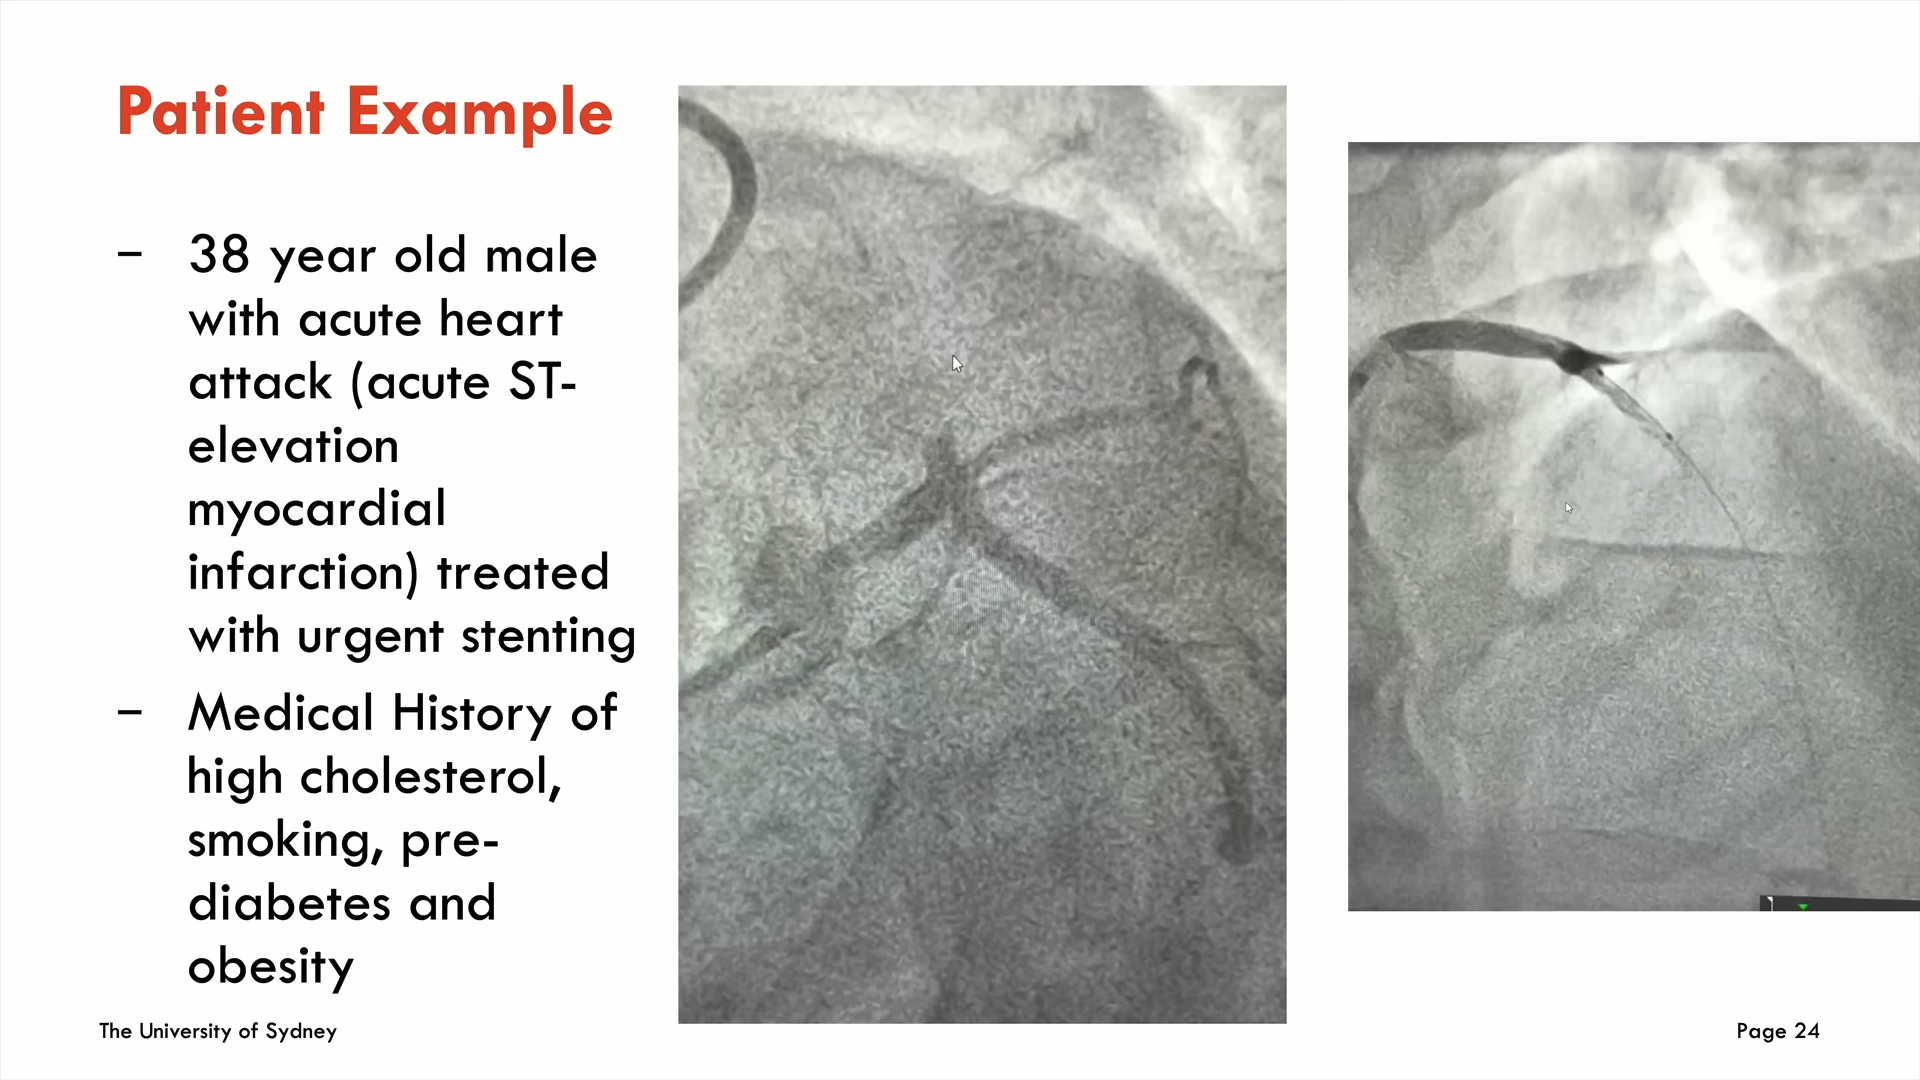 Patient Example
– 38 year old male
with acute heart
attack (acute ST-
elevation
myocardial
infarction) treated
with urgent stenting
– Medical History of
high cholesterol,
smoking, pre-
diabetes and
obesity
The University of Sydney
Page 24